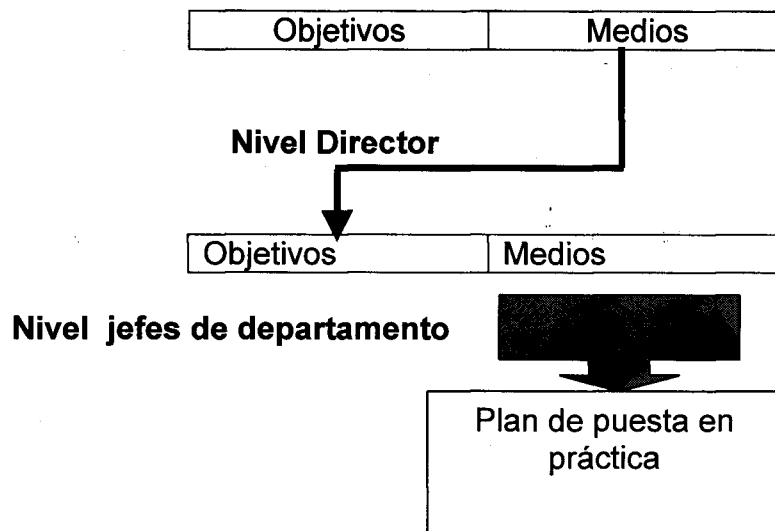 Objetivos Medios
Nivel Director
Objetivos Medios
Nivel jefes de departamento
Plan de puesta en
práctica